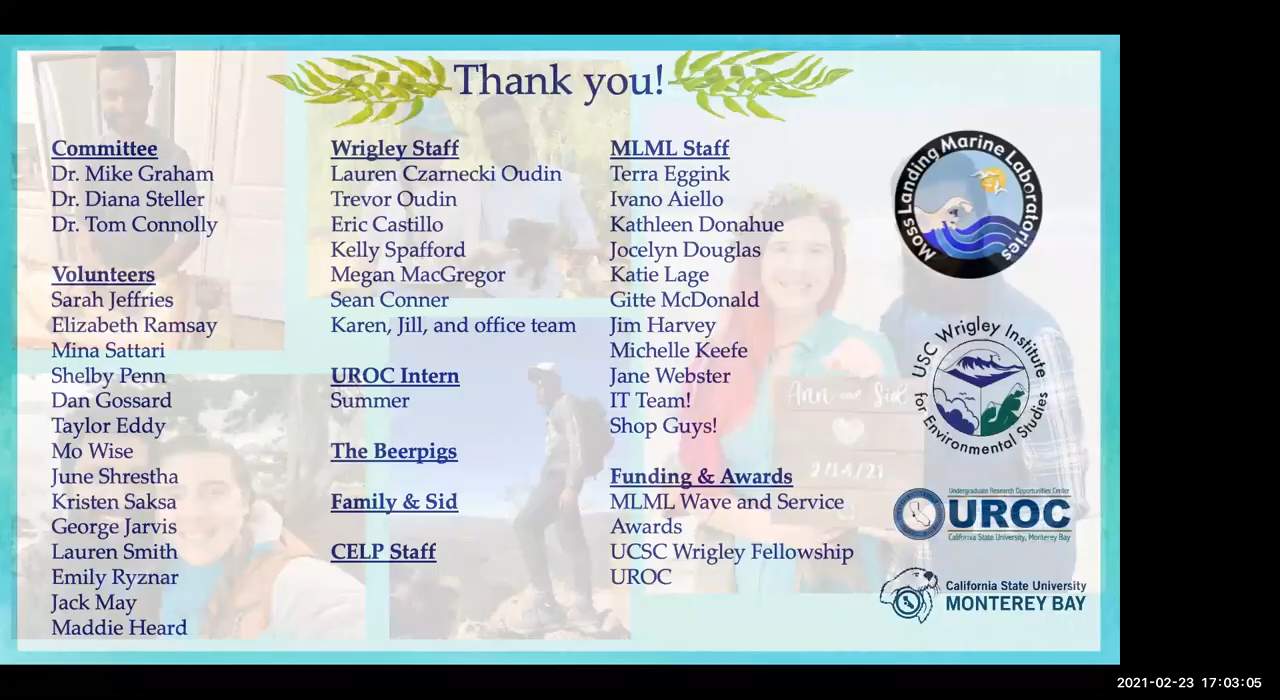 Thank you!
Committee
Dr. Mike Graham
Dr. Diana Steller
Dr. Tom Connolly
Volunteers
Sarah Jeffries
Elizabeth Ramsay
Mina Sattari
Shelby Penn
Dan Gossard
Taylor Eddy
Mo Wise
June Shrestha
Kristen Saksa
George Jarvis
Lauren Smith
Emily Ryznar
Jack May
Maddie Heard
Wrigley Staff
Lauren Czarnecki Oudin
Trevor Oudin
Eric Castillo
Kelly Spafford
Megan MacGregor
Sean Conner
Karen, Jill, and office team
UROC Intern
Summer
The Beerpigs
Family & Sid
CELP Staff
MLML Staff
Terra Eggink
Ivano Aiello
Kathleen Donahue
Jocelyn Douglas
Katie Lage
Gitte McDonald
Jim Harvey
Michelle Keefe
Jane Webster
IT Team!
Shop Guys!
Funding & Awards
MLML Wave and Service
Awards
UCSC Wrigley Fellowship
UROC
Ann and Sid
2/14/21
Moss Landing Marine Laboratories
USC Wrigley Institute
for Environmental Studies
Undergraduate Research Opportunities Center
UROC
California State University, Monterey Bay
California State University
MONTEREY BAY
2021-02-23 17:03:05